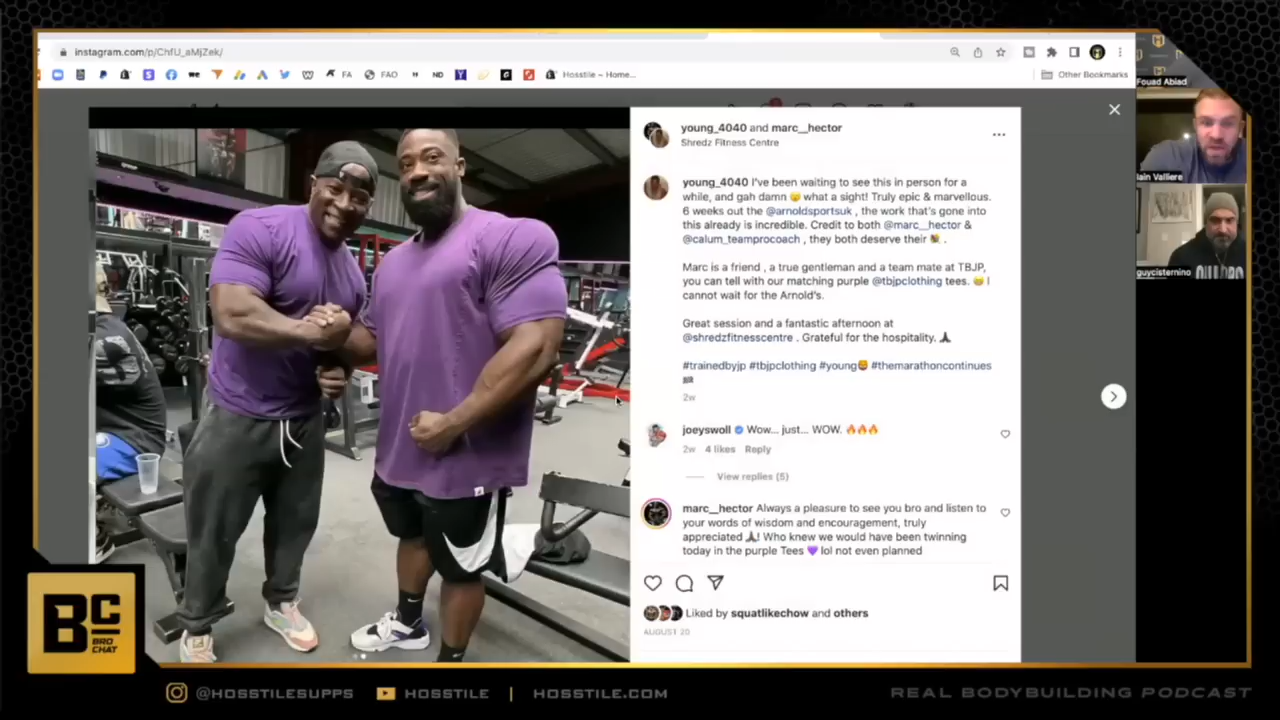 instagram.com/p/ChfU_aMjZek/
FA
FAO
ND
Hosstile – Home...
Other Bookmarks
Fouad Abiad
Iain Valliere
guycisternino
young_4040 and marc__hector
Shredz Fitness Centre
young_4040 I've been waiting to see this in person for a
while, and gah damn 😴 what a sight! Truly epic & marvellous.
6 weeks out the @arnoldsportsuk , the work that's gone into
this already is incredible. Credit to both @marc__hector &
@calum_teamprocoach , they both deserve their 💐 .
Marc is a friend , a true gentleman and a team mate at TBJP,
you can tell with our matching purple @tbjpclothing tees. 😅 I
cannot wait for the Arnold's.
Great session and a fantastic afternoon at
@shredzfitnesscentre . Grateful for the hospitality. 🙏🏿
#trainedbyjp #tbjpclothing #young🦁 #themarathoncontinues
🏁
2w
joeyswoll Wow... just... WOW. 🔥🔥🔥
2w 4 likes Reply
View replies (5)
marc__hector Always a pleasure to see you bro and listen to
your words of wisdom and encouragement, truly
appreciated 🙏🏿! Who knew we would have been twinning
today in the purple Tees 💜 lol not even planned
Liked by squatlikechow and others
AUGUST 20
BC
BRO
CHAT
@HOSSTILESUPPS HOSSTILE | HOSSTILE.COM
REAL BODYBUILDING PODCAST